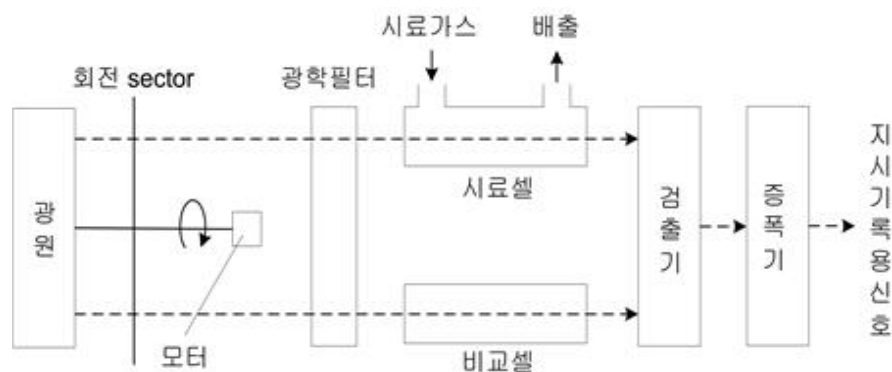 시료가스 배출
회전 sector 광학필터
광원
시료셀
검출기
증폭기
지시기록용신호
모터
비교셀